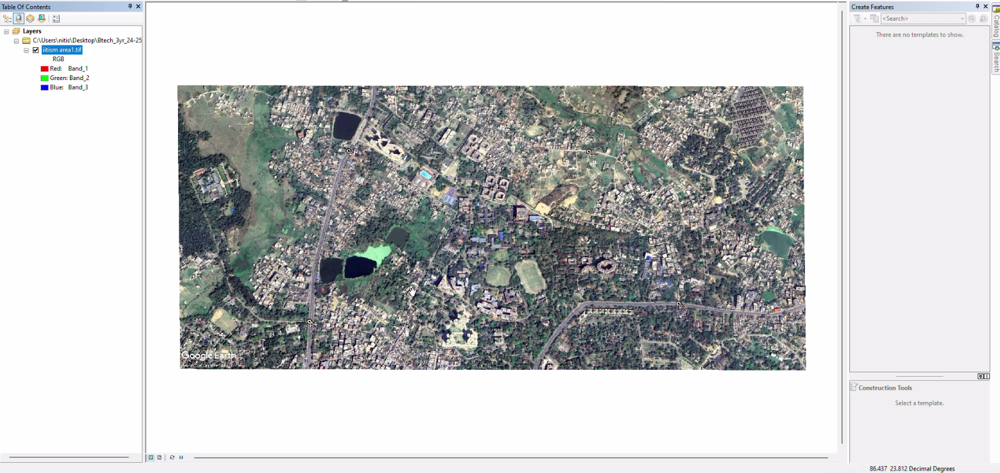 Table Of Contents
Layers
C:\Users\nitis\Desktop\Btech_3yr_24-25
iitism area1.tif
RGB
Red: Band_1
Green: Band_2
Blue: Band_3
Google Earth
Create Features
<Search>
There are no templates to show.
Construction Tools
Select a template.
Catalog
Search
86.437 23.812 Decimal Degrees